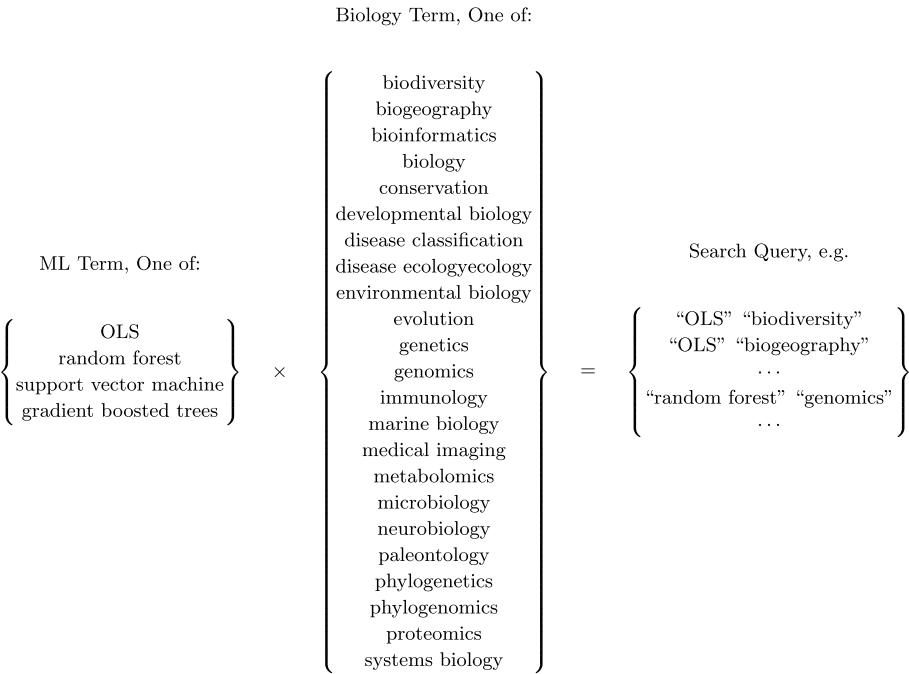 Biology Term, One of:
biodiversity
biogeography
bioinformatics
biology
conservation
developmental biology
disease classification
disease ecologyecology
environmental biology
evolution
genetics
genomics
immunology
marine biology
medical imaging
metabolomics
microbiology
neurobiology
paleontology
phylogenetics
phylogenomics
proteomics
systems biology
ML Term, One of:
OLS
random forest
support vector machine
gradient boosted trees
×
=
Search Query, e.g.
“OLS” “biodiversity”
“OLS” “biogeography”
. . .
“random forest” “genomics”
. . .